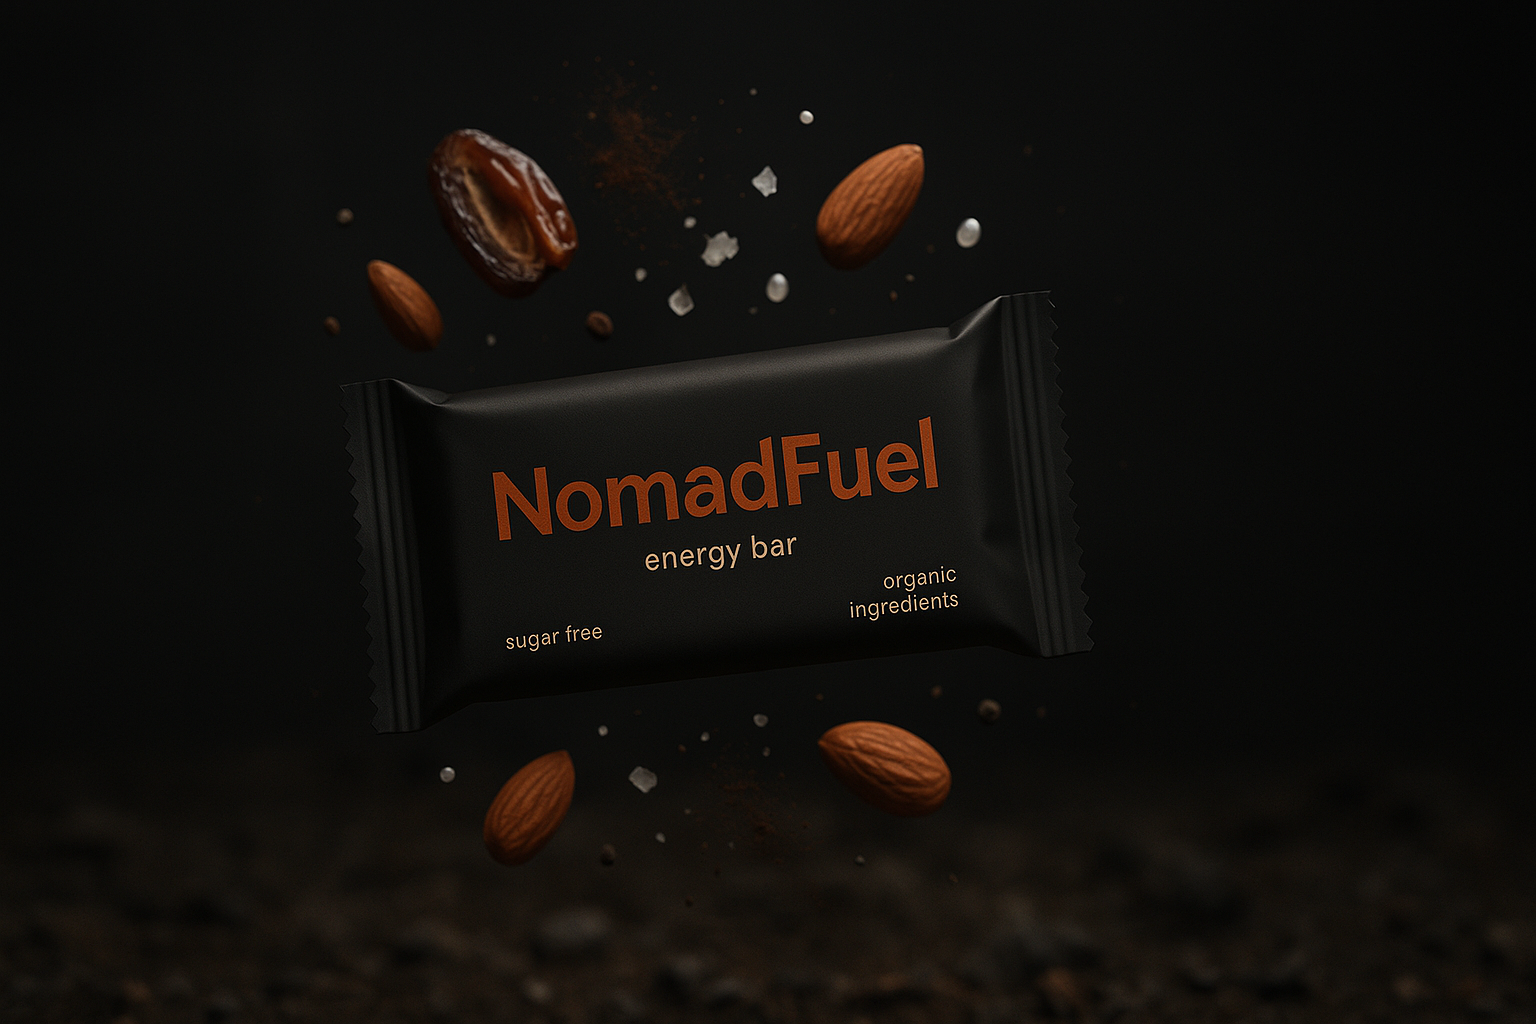 NomadFuel
energy bar
sugar free
organic
ingredients